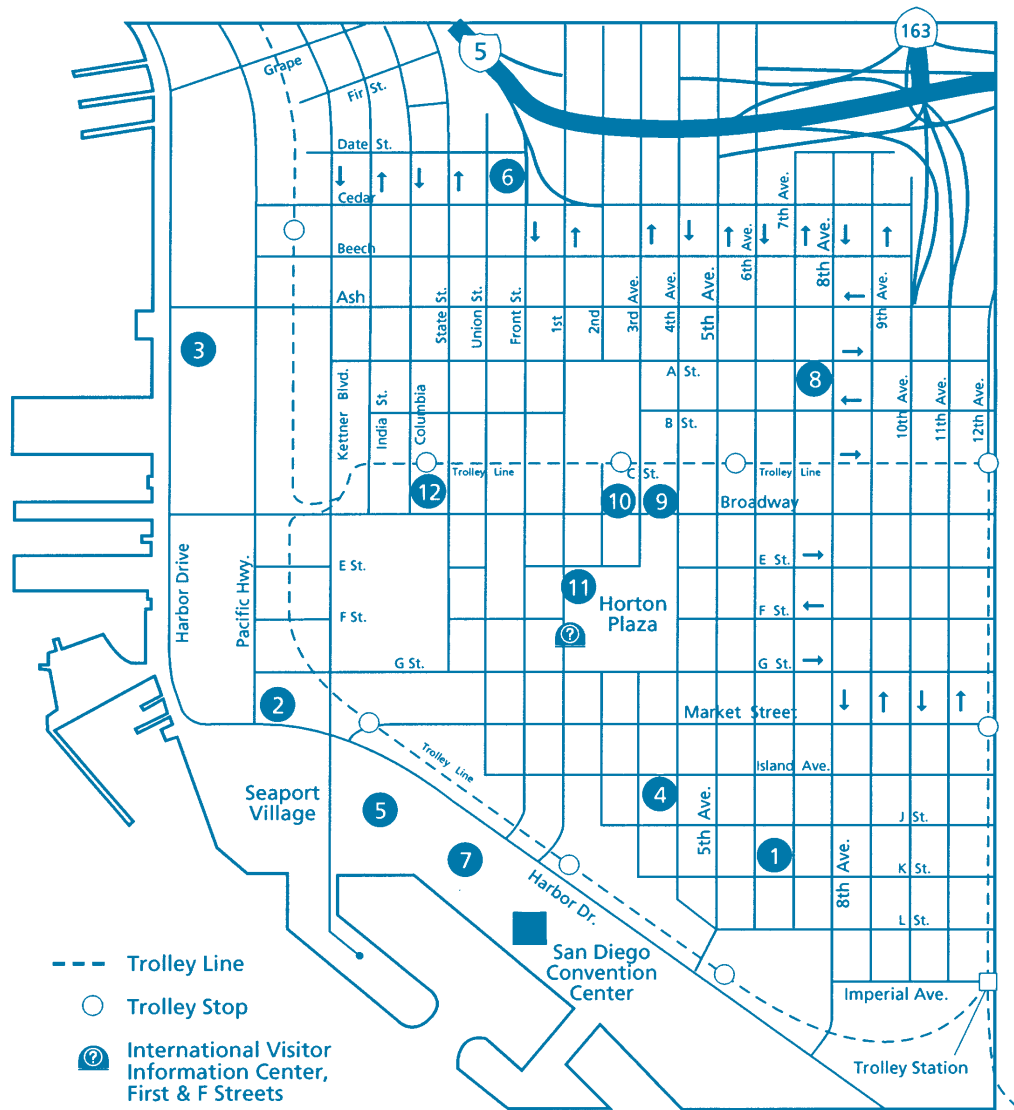 163
5
Grape
Fir St.
Date St.
6
Cedar
7th Ave.
Beech
6th Ave.
8th Ave.
Ash
State St.
Union St.
Front St.
1st
2nd
3rd Ave.
4th Ave.
5th Ave.
9th Ave.
3
A St.
8
Kettner Blvd.
India St.
Columbia
B St.
10th Ave.
11th Ave.
12th Ave.
Trolley Line
C St.
Trolley Line
12
10
9
Broadway
Harbor Drive
Pacific Hwy.
E St.
E St.
11
Horton
Plaza
F St.
F St.
?
G St.
G St.
2
Market Street
Trolley Line
Island Ave.
Seaport
Village
5
4
5th Ave.
J St.
7
1
8th Ave.
K St.
Harbor Dr.
L St.
San Diego
Convention
Center
Imperial Ave.
Trolley Station
Trolley Line
Trolley Stop
?
International Visitor
Information Center,
First & F Streets